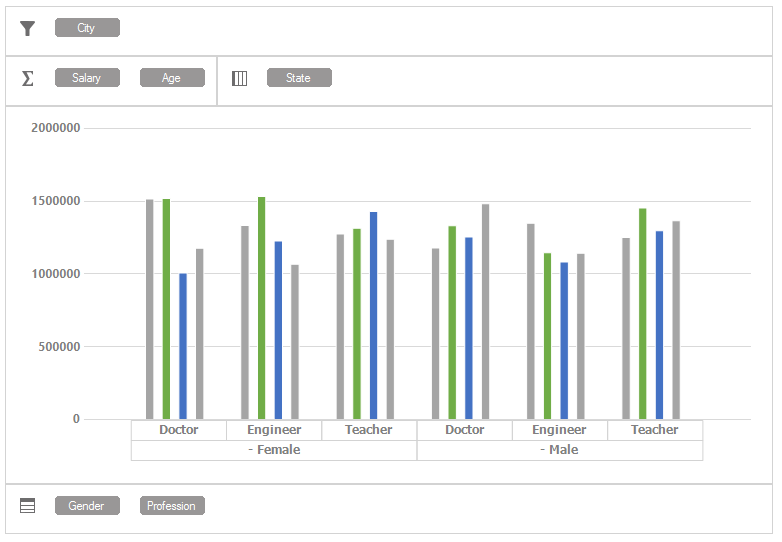 City
Σ Salary Age State
2000000
1500000
1000000
500000
0
Doctor Engineer Teacher Doctor Engineer Teacher
- Female - Male
Gender Profession